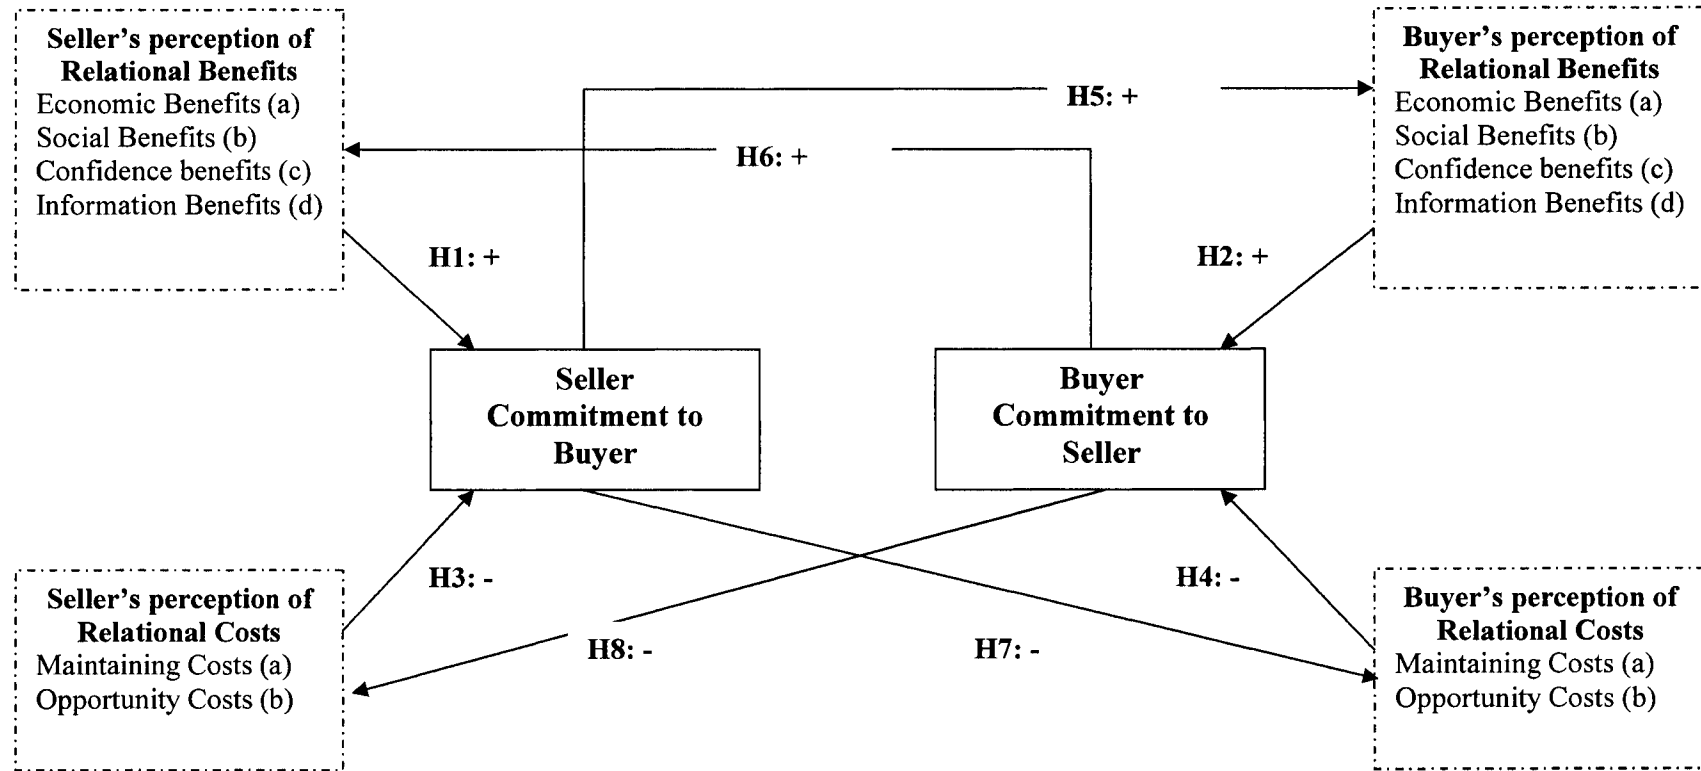 Seller's perception of
Relational Benefits
Economic Benefits (a)
Social Benefits (b)
Confidence benefits (c)
Information Benefits (d)
Buyer's perception of
Relational Benefits
Economic Benefits (a)
Social Benefits (b)
Confidence benefits (c)
Information Benefits (d)
H5: +
H6: +
H1: +
H2: +
Seller
Commitment to
Buyer
Buyer
Commitment to
Seller
H3: -
H4: -
H8: -
H7: -
Seller's perception of
Relational Costs
Maintaining Costs (a)
Opportunity Costs (b)
Buyer's perception of
Relational Costs
Maintaining Costs (a)
Opportunity Costs (b)